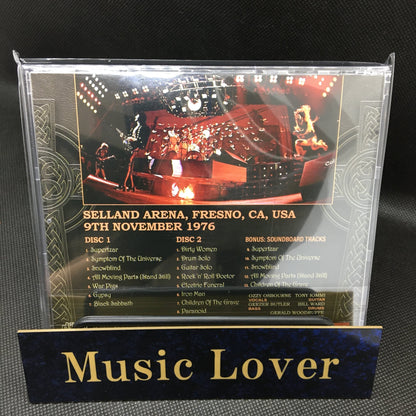 SELLAND ARENA, FRESNO, CA, USA
9TH NOVEMBER 1976
DISC 1
1. Supertzar
2. Symptom Of The Universe
3. Snowblind
4. All Moving Parts (Stand Still)
5. War Pigs
6. Gypsy
7. Black Sabbath
DISC 2
1. Dirty Women
2. Drum Solo
3. Guitar Solo
4. Rock 'n' Roll Doctor
5. Electric Funeral
6. Iron Man
7. Children Of The Grave
8. Paranoid
BONUS: SOUNDBOARD TRACKS
9. Supertzar
10. Symptom Of The Universe
11. Snowblind
12. All Moving Parts (Stand Still)
13. Children Of The Grave
OZZY OSBOURNE TONY IOMMI
VOCALS GUITAR
GEEZER BUTLER BILL WARD
BASS DRUMS
GERALD WOODRUFFE
Music Lover